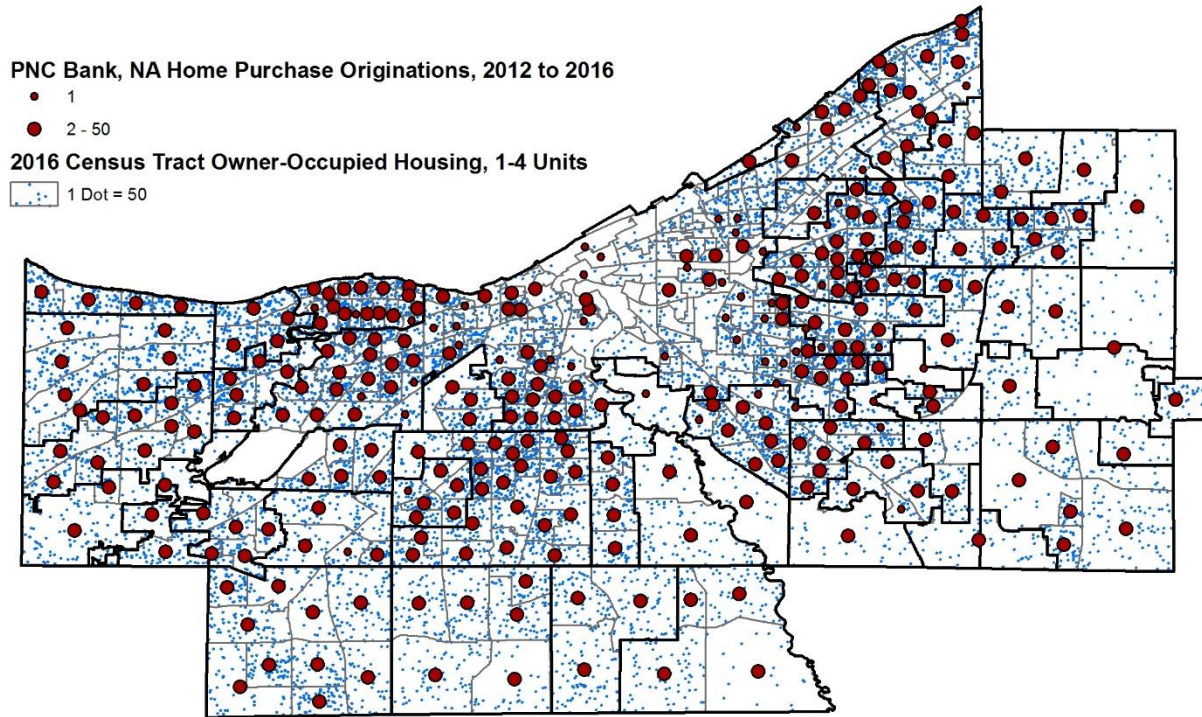 PNC Bank, NA Home Purchase Originations, 2012 to 2016
1
2 - 50
2016 Census Tract Owner-Occupied Housing, 1-4 Units
1 Dot = 50